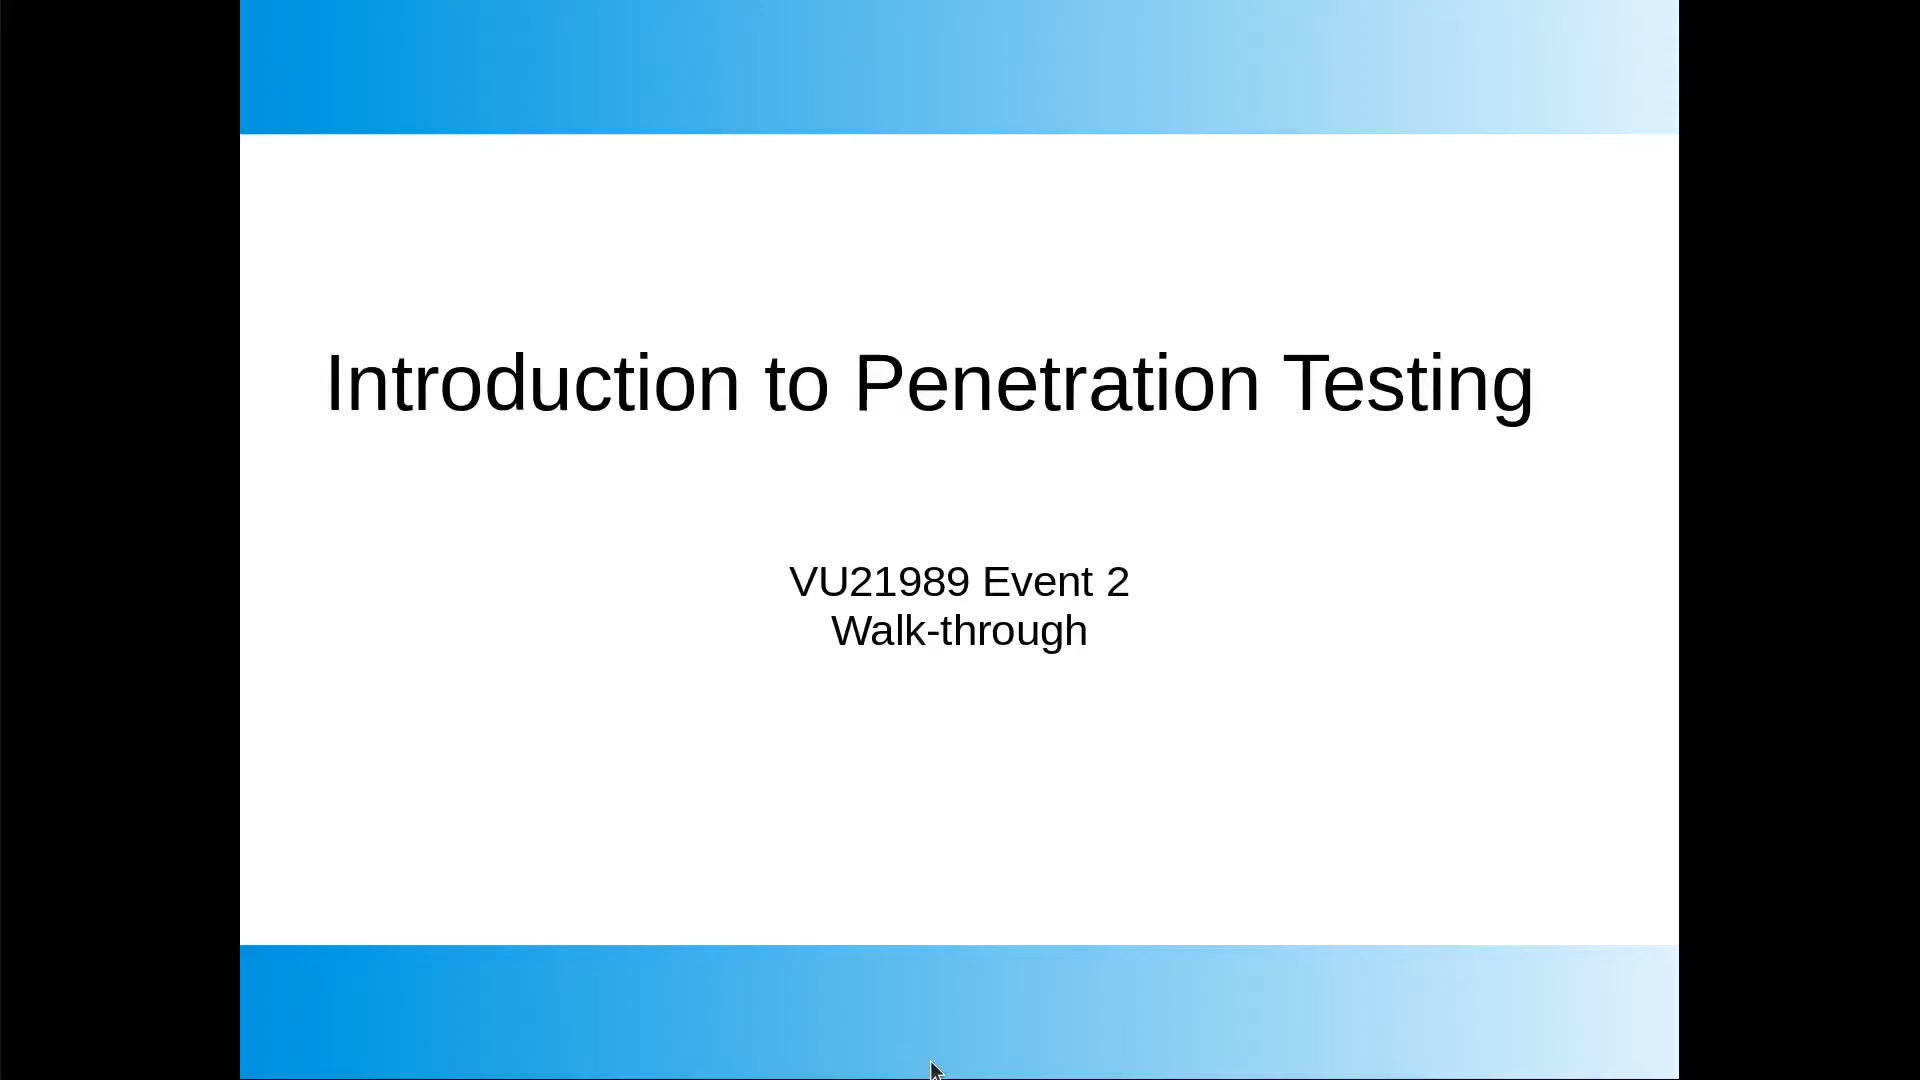 Introduction to Penetration Testing
VU21989 Event 2
Walk-through